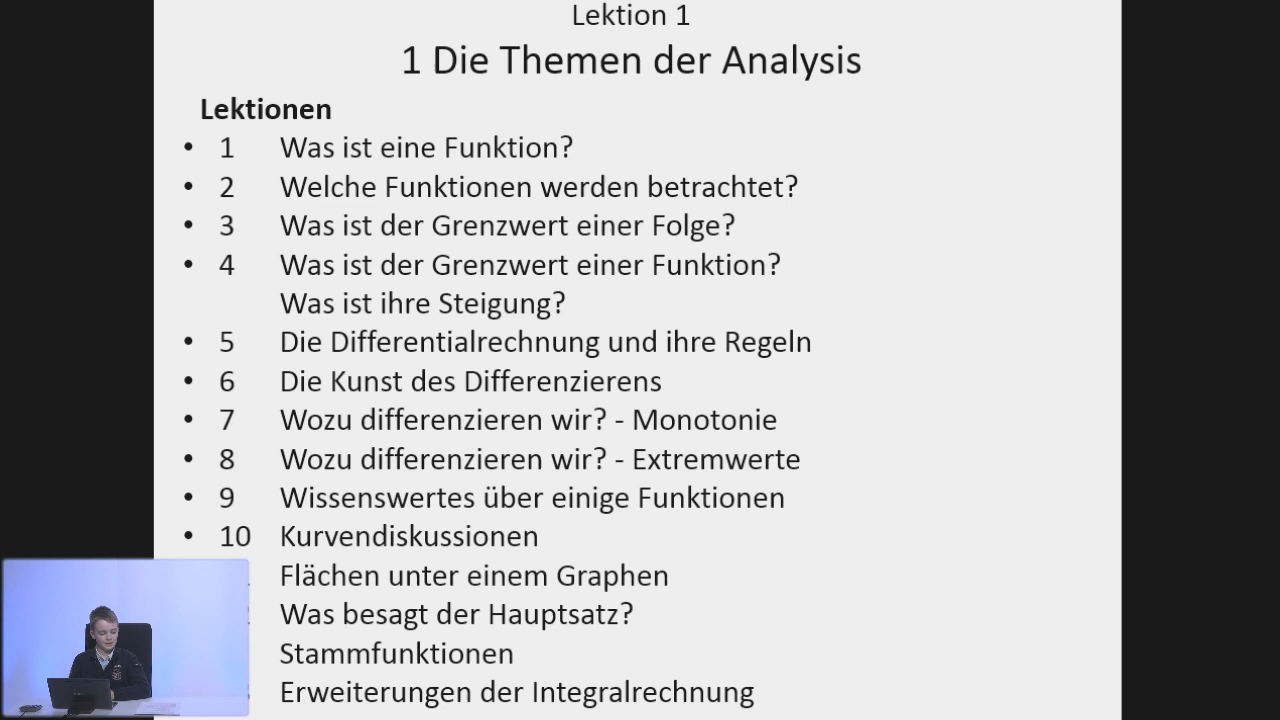 Lektion 1
1 Die Themen der Analysis
Lektionen
• 1 Was ist eine Funktion?
• 2 Welche Funktionen werden betrachtet?
• 3 Was ist der Grenzwert einer Folge?
• 4 Was ist der Grenzwert einer Funktion?
Was ist ihre Steigung?
• 5 Die Differentialrechnung und ihre Regeln
• 6 Die Kunst des Differenzierens
• 7 Wozu differenzieren wir? - Monotonie
• 8 Wozu differenzieren wir? - Extremwerte
• 9 Wissenswertes über einige Funktionen
• 10 Kurvendiskussionen
Flächen unter einem Graphen
Was besagt der Hauptsatz?
Stammfunktionen
Erweiterungen der Integralrechnung